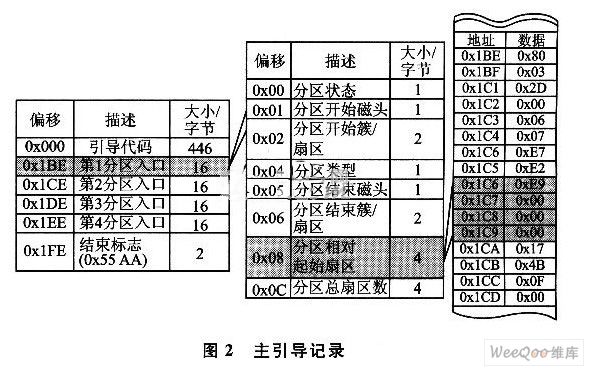 偏移 描述 大小/字节
0x000 引导代码 446
0x1BE 第1分区入口 16
0x1CE 第2分区入口 16
0x1DE 第3分区入口 16
0x1EE 第4分区入口 16
0x1FE 结束标志(0x55 AA) 2
偏移 描述 大小/字节
0x00 分区状态 1
0x01 分区开始磁头 1
0x02 分区开始簇/扇区 2
0x04 分区类型 1
0x05 分区结束磁头 1
0x06 分区结束簇/扇区 2
0x08 分区相对起始扇区 4
0x0C 分区总扇区数 4
地址 数据
0x1BE 0x80
0x1BF 0x03
0x1C1 0x2D
0x1C2 0x00
0x1C3 0x06
0x1C4 0x07
0x1C6 0xE7
0x1C5 0xE2
0x1C6 0xE9
0x1C7 0x00
0x1C8 0x00
0x1C9 0x00
0x1CA 0x17
0x1CB 0x4B
0x1CC 0x0F
0x1CD 0x00
图 2 主引导记录
WeeQoo维库